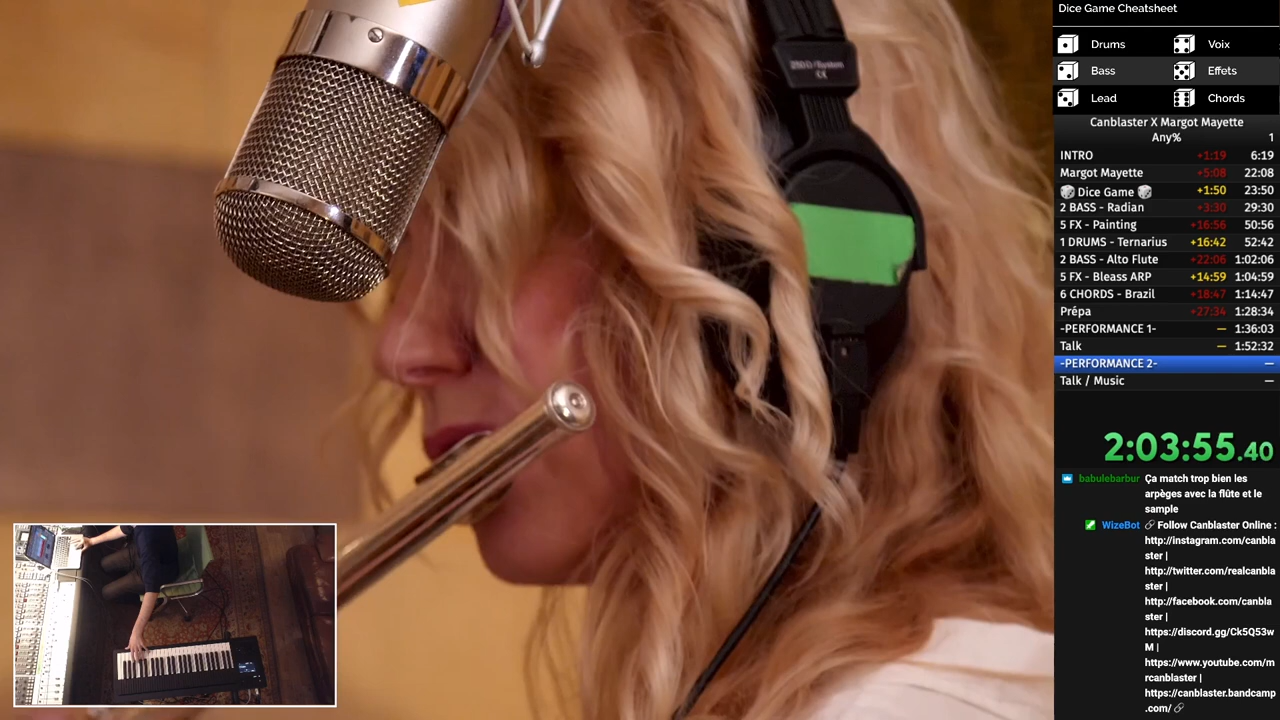 Dice Game Cheatsheet
Drums Voix
Bass Effets
Lead Chords
Canblaster X Margot Mayette
Any% 1
INTRO +1:19 6:19
Margot Mayette +5:08 22:08
🎲 Dice Game 🎲 +1:50 23:50
2 BASS - Radian +3:30 29:30
5 FX - Painting +16:56 50:56
1 DRUMS - Ternarius +16:42 52:42
2 BASS - Alto Flute +22:06 1:02:06
5 FX - Bleass ARP +14:59 1:04:59
6 CHORDS - Brazil +18:47 1:14:47
Prépa +27:34 1:28:34
-PERFORMANCE 1- — 1:36:03
Talk — 1:52:32
-PERFORMANCE 2- —
Talk / Music —
2:03:55.40
babulebarbur Ça match trop bien les
arpèges avec la flûte et le
sample
WizeBot 🔗 Follow Canblaster Online :
http://instagram.com/canbla
ster |
http://twitter.com/realcanbla
ster |
http://facebook.com/canbla
ster |
https://discord.gg/Ck5Q53w
M |
https://www.youtube.com/m
rcanblaster |
https://canblaster.bandcamp
.com/ 🔗